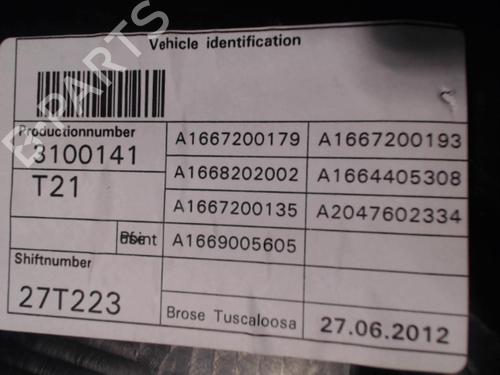 Vehicle identification
Productionnumber
3100141
T21
A1667200179 A1667200193
A1668202002 A1664405308
A1667200135 A2047602334
A1669005605
Shiftnumber
27T223
Brose Tuscaloosa 27.06.2012
B-PARTS